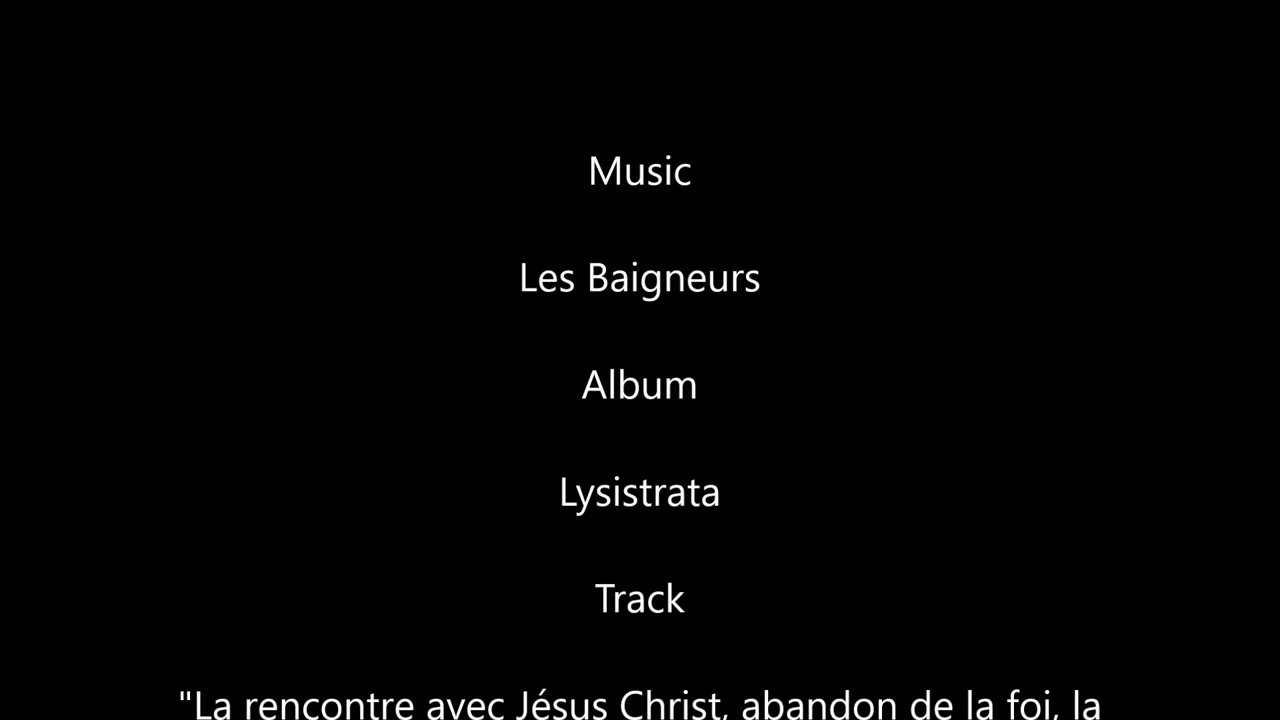 Music
Les Baigneurs
Album
Lysistrata
Track
"La rencontre avec Jésus Christ, abandon de la foi, la